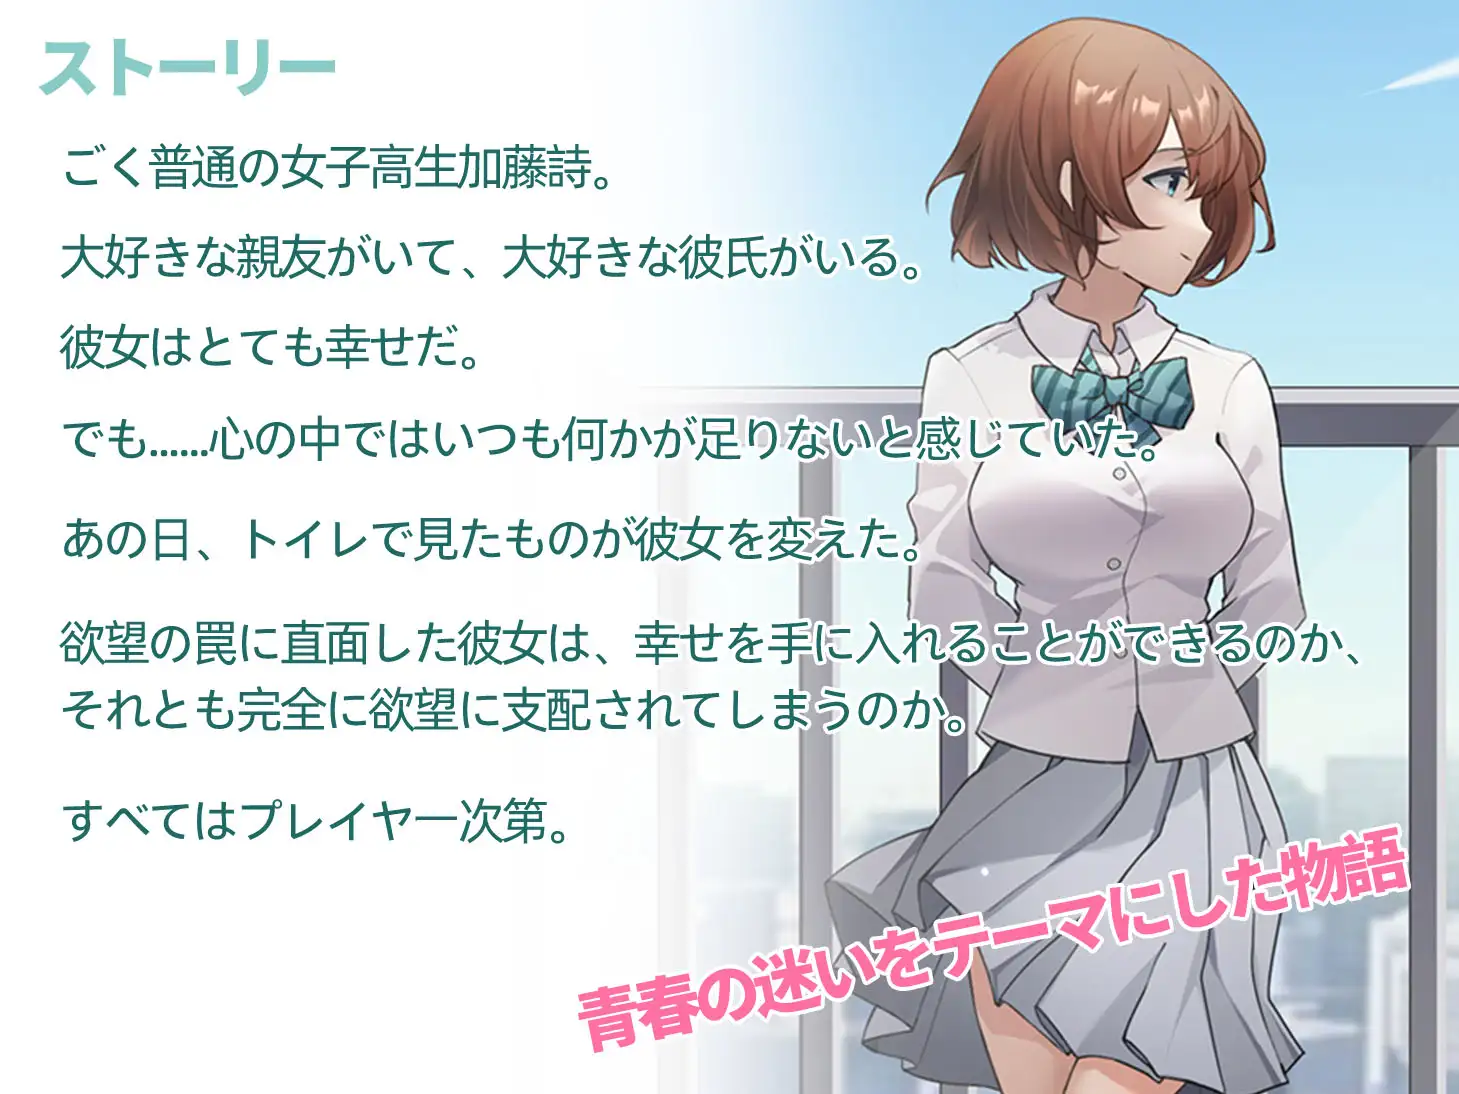 ストーリー
ごく普通の女子高生加藤詩。
大好きな親友がいて、大好きな彼氏がいる。
彼女はとても幸せだ。
でも......心の中ではいつも何かが足りないと感じていた。
あの日、トイレで見たものが彼女を変えた。
欲望の罠に直面した彼女は、幸せを手に入れることができるのか、
それとも完全に欲望に支配されてしまうのか。
すべてはプレイヤー次第。
青春の迷いをテーマにした物語